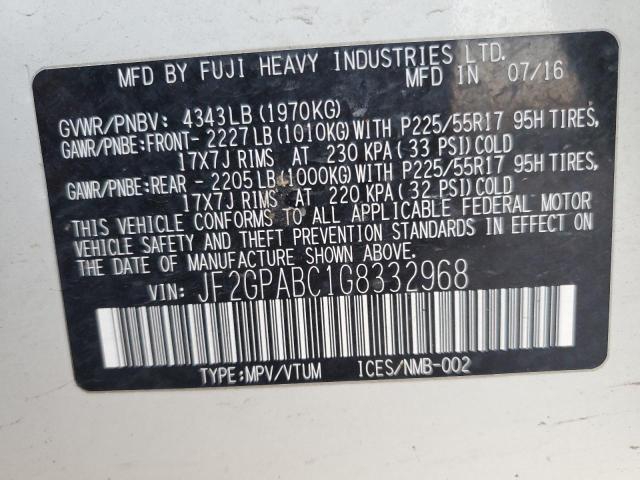 MFD BY FUJI HEAVY INDUSTRIES LTD.
MFD IN 07/16
GVWR/PNBV: 4343LB (1970KG)
GAWR/PNBE:FRONT- 2227LB (1010KG) WITH P225/55R17 95H TIRES,
17X7J RIMS AT 230 KPA (33 PSI) COLD
GAWR/PNBE:REAR - 2205LB (1000KG) WITH P225/55R17 95H TIRES,
17X7J RIMS AT 220 KPA (32 PSI) COLD
THIS VEHICLE CONFORMS TO ALL APPLICABLE FEDERAL MOTOR
VEHICLE SAFETY AND THEFT PREVENTION STANDARDS IN EFFECT ON
THE DATE OF MANUFACTURE SHOWN ABOVE.
VIN: JF2GPABC1G8332968
TYPE:MPV/VTUM ICES/NMB-002